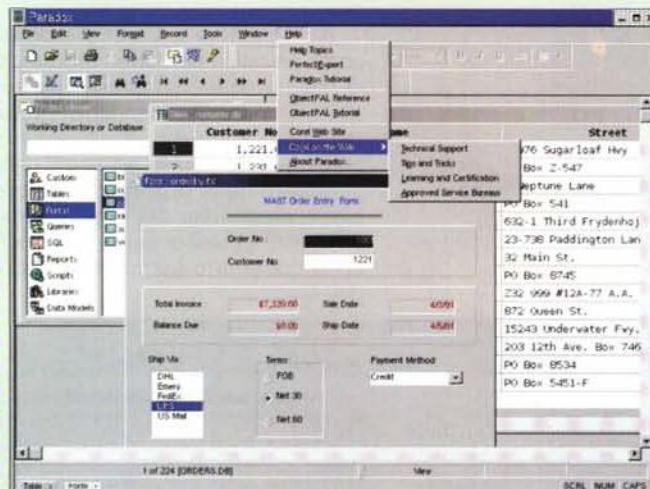 Paradox
File Edit View Format Record Tools Window Help
Help Topics
PerfectExpert
Paradox Tutorial
ObjectPAL Reference
ObjectPAL Tutorial
Corel Web Site
Corel on the Web
About Paradox...
Technical Support
Tips and Tricks
Learning and Certification
Approved Service Bureaus
Working Directory or Database:
Custom
Tables
Forms
Queries
SQL
Reports
Scripts
Libraries
Data Models
Customer No
Street
1
1,221.
2
976 Sugarloaf Hwy
Box Z-547
Neptune Lane
Box 541
632-1 Third Frydenhoj
23-738 Paddington Lan
32 Main St.
PO Box 8745
Z32 999 #12A-77 A.A.
872 Queen St.
15243 Underwater Fwy.
203 12th Ave. Box 746
PO Box 8534
PO Box 5451-F
MAST Order Entry Form
Order No:
Customer No:
1221
Total Invoice
$7,320.00
Sale Date
Balance Due
$0.00
Ship Date
Ship Via
DHL
Emery
FedEx
UPS
US Mail
Terms
FOB
Net 30
Net 60
Payment Method
Credit
1 of 224 [ORDERS.DB]
View
Table : Form :
SCRL NUM CAPS